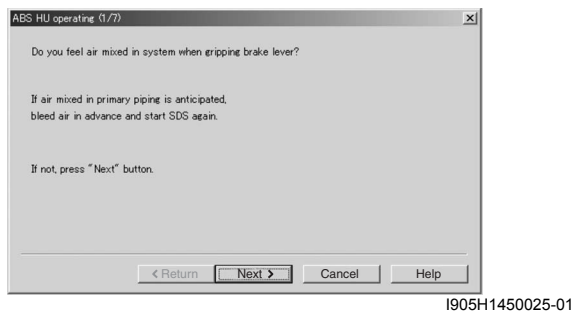 ABS HU operating (1/7)
Do you feel air mixed in system when gripping brake lever?
If air mixed in primary piping is anticipated,
bleed air in advance and start SDS again.
If not, press "Next" button.
< Return Next > Cancel Help
I905H1450025-01